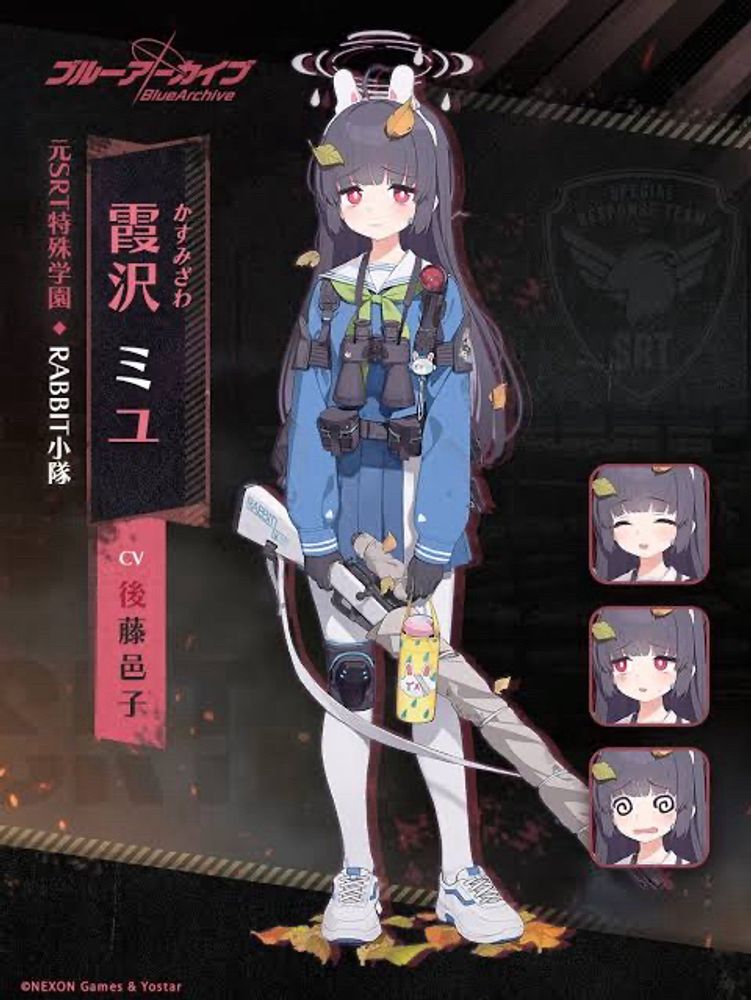 ブルーアーカイブ
BlueArchive
元SRT特殊学園◆RABBIT小隊
かすみざわ
霞沢 ミユ
CV 後藤邑子
SPECIAL
RESPONSE TEAM
SRT
RABBIT
©NEXON Games & Yostar